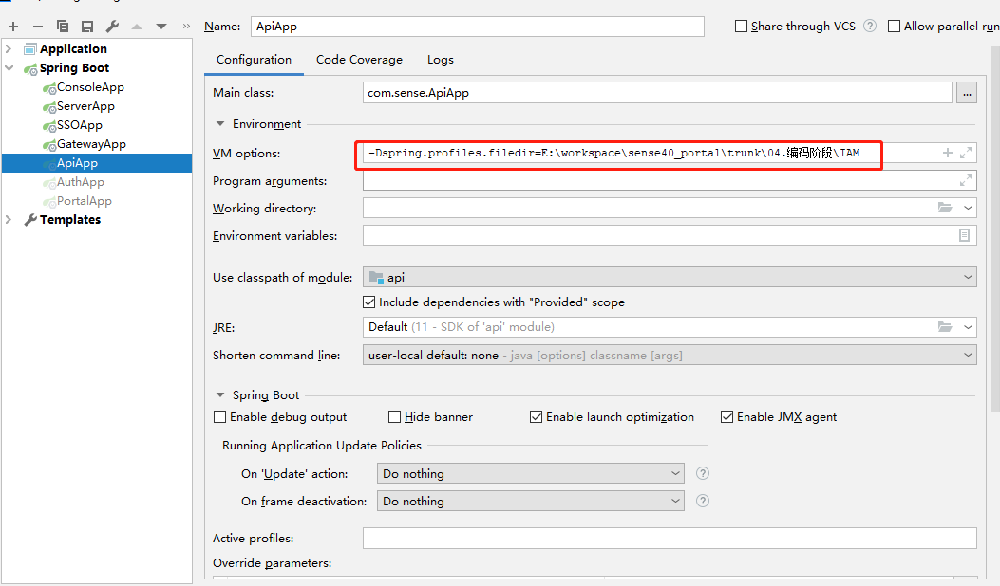 Name: ApiApp
Share through VCS
Allow parallel run
Application
Spring Boot
ConsoleApp
ServerApp
SSOApp
GatewayApp
ApiApp
AuthApp
PortalApp
Templates
Configuration Code Coverage Logs
Main class: com.sense.ApiApp ...
Environment
VM options: -Dspring.profiles.filedir=E:\workspace\sense40_portal\trunk\04.编码阶段\IAM
Program arguments:
Working directory:
Environment variables:
Use classpath of module: api
Include dependencies with "Provided" scope
JRE: Default (11 - SDK of 'api' module)
Shorten command line: user-local default: none - java [options] classname [args]
Spring Boot
Enable debug output Hide banner Enable launch optimization Enable JMX agent
Running Application Update Policies
On 'Update' action: Do nothing ?
On frame deactivation: Do nothing ?
Active profiles:
Override parameters: